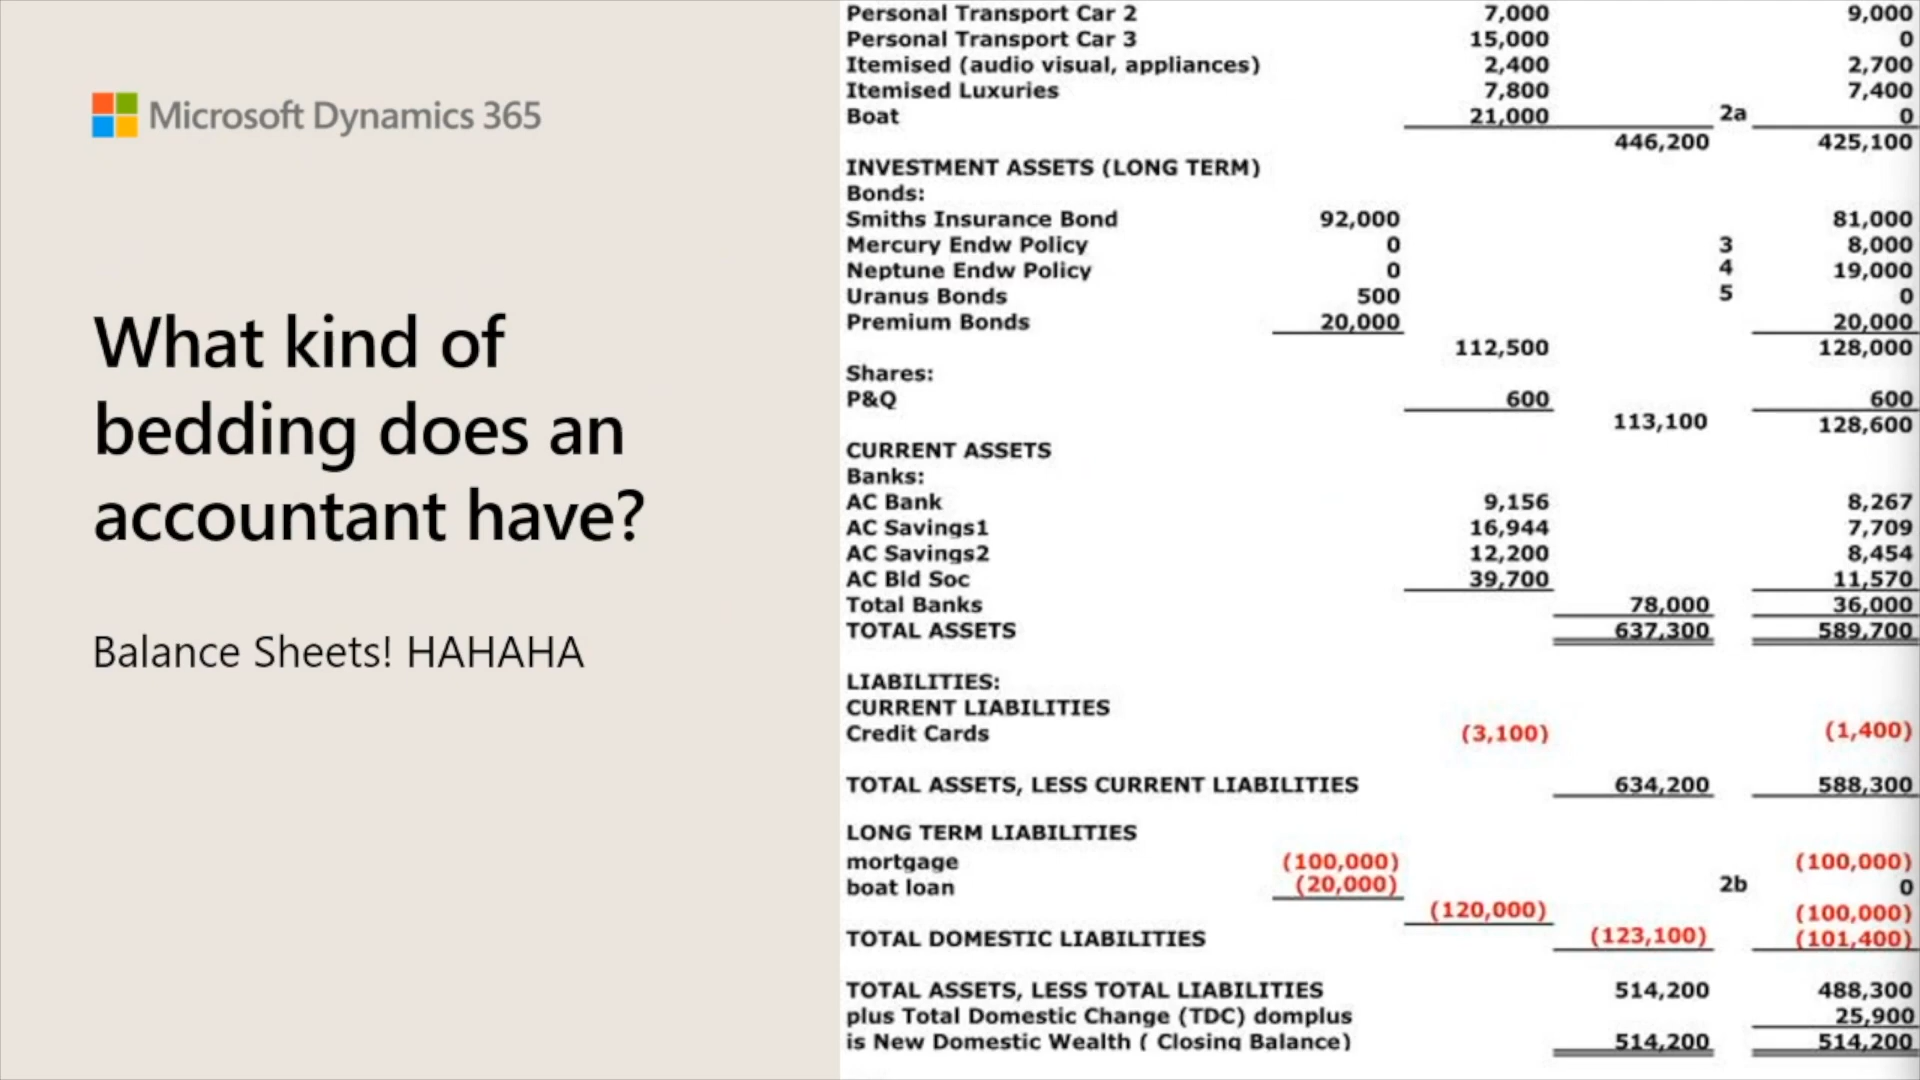 Microsoft Dynamics 365
What kind of
bedding does an
accountant have?
Balance Sheets! HAHAHA
Personal Transport Car 2 7,000 9,000
Personal Transport Car 3 15,000 0
Itemised (audio visual, appliances) 2,400 2,700
Itemised Luxuries 7,800 7,400
Boat 21,000 2a 0
446,200 425,100
INVESTMENT ASSETS (LONG TERM)
Bonds:
Smiths Insurance Bond 92,000 81,000
Mercury Endw Policy 0 3 8,000
Neptune Endw Policy 0 4 19,000
Uranus Bonds 500 5 0
Premium Bonds 20,000 20,000
112,500 128,000
Shares:
P&Q 600 600
113,100 128,600
CURRENT ASSETS
Banks:
AC Bank 9,156 8,267
AC Savings1 16,944 7,709
AC Savings2 12,200 8,454
AC Bld Soc 39,700 11,570
Total Banks 78,000 36,000
TOTAL ASSETS 637,300 589,700
LIABILITIES:
CURRENT LIABILITIES
Credit Cards (3,100) (1,400)
TOTAL ASSETS, LESS CURRENT LIABILITIES 634,200 588,300
LONG TERM LIABILITIES
mortgage (100,000) (100,000)
boat loan (20,000) 2b 0
(120,000) (100,000)
TOTAL DOMESTIC LIABILITIES (123,100) (101,400)
TOTAL ASSETS, LESS TOTAL LIABILITIES 514,200 488,300
plus Total Domestic Change (TDC) domplus 25,900
is New Domestic Wealth ( Closing Balance) 514,200 514,200